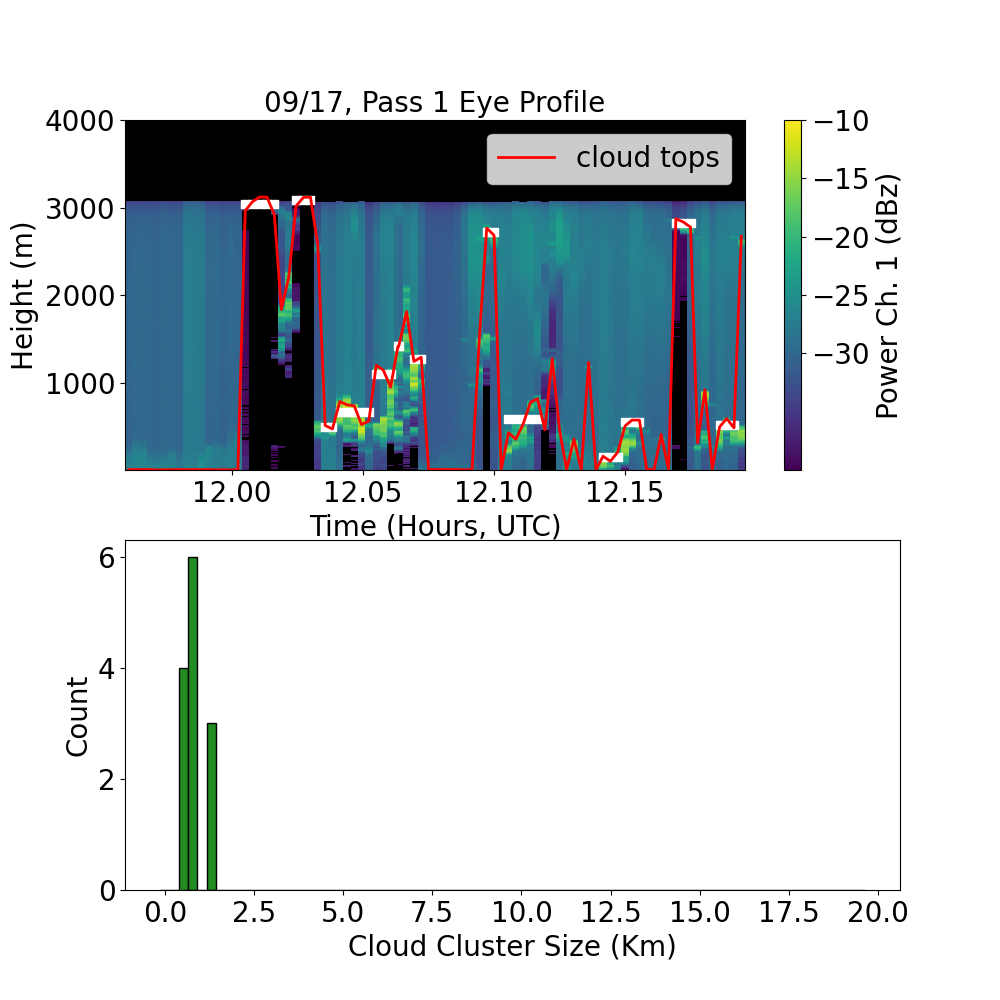 09/17, Pass 1 Eye Profile
4000
3000
2000
1000
Height (m)
cloud tops
−10
−15
−20
−25
−30
Power Ch. 1 (dBz)
12.00 12.05 12.10 12.15
Time (Hours, UTC)
6
4
2
0
Count
0.0 2.5 5.0 7.5 10.0 12.5 15.0 17.5 20.0
Cloud Cluster Size (Km)